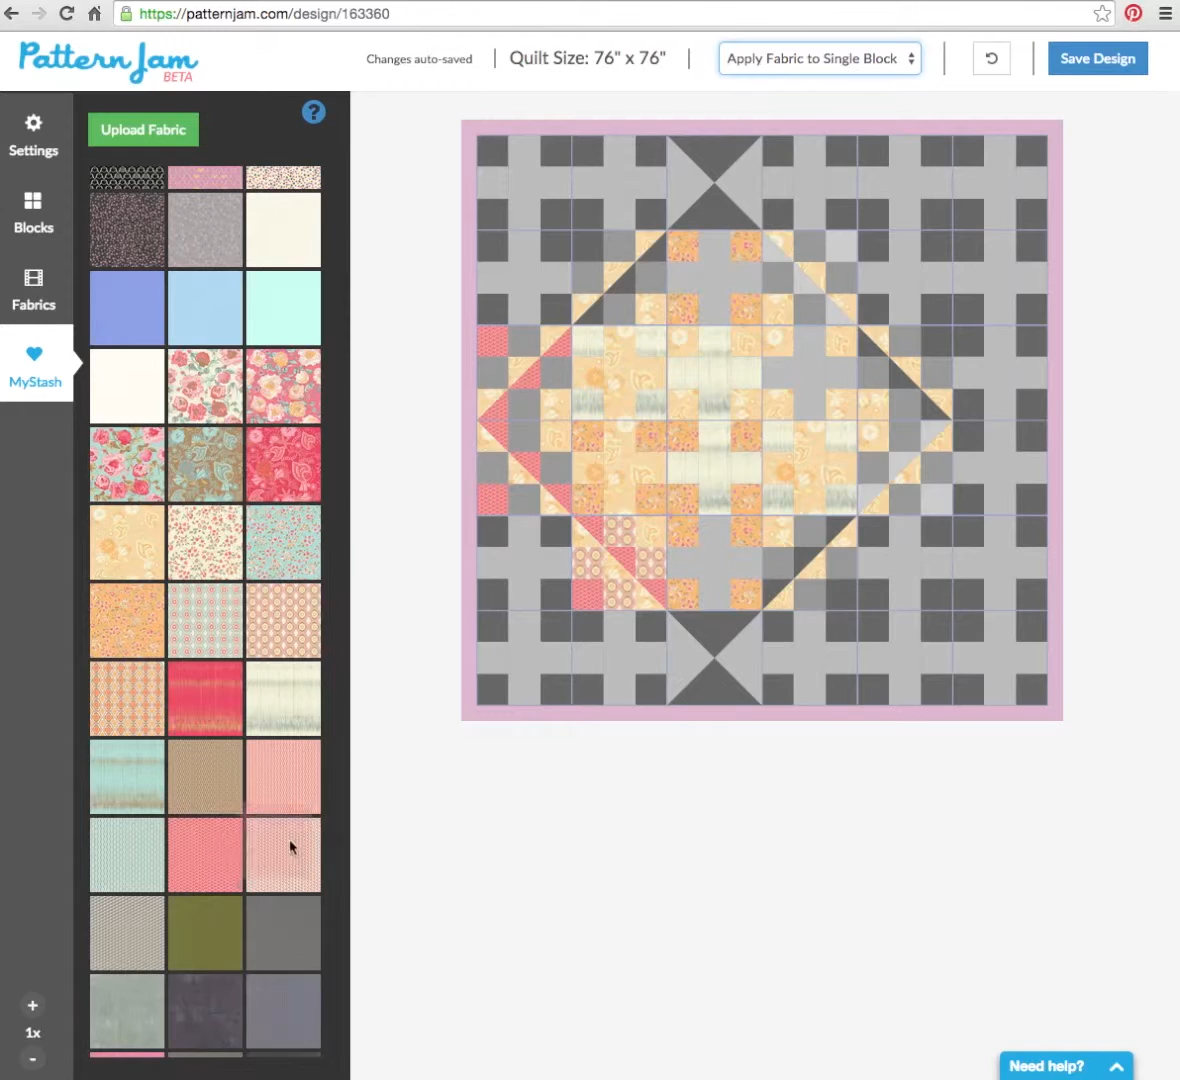 https://patternjam.com/design/163360
Pattern Jam
BETA
Changes auto-saved
Quilt Size: 76" x 76"
Apply Fabric to Single Block
Save Design
Settings
Blocks
Fabrics
MyStash
Upload Fabric
?
+
1x
-
Need help?